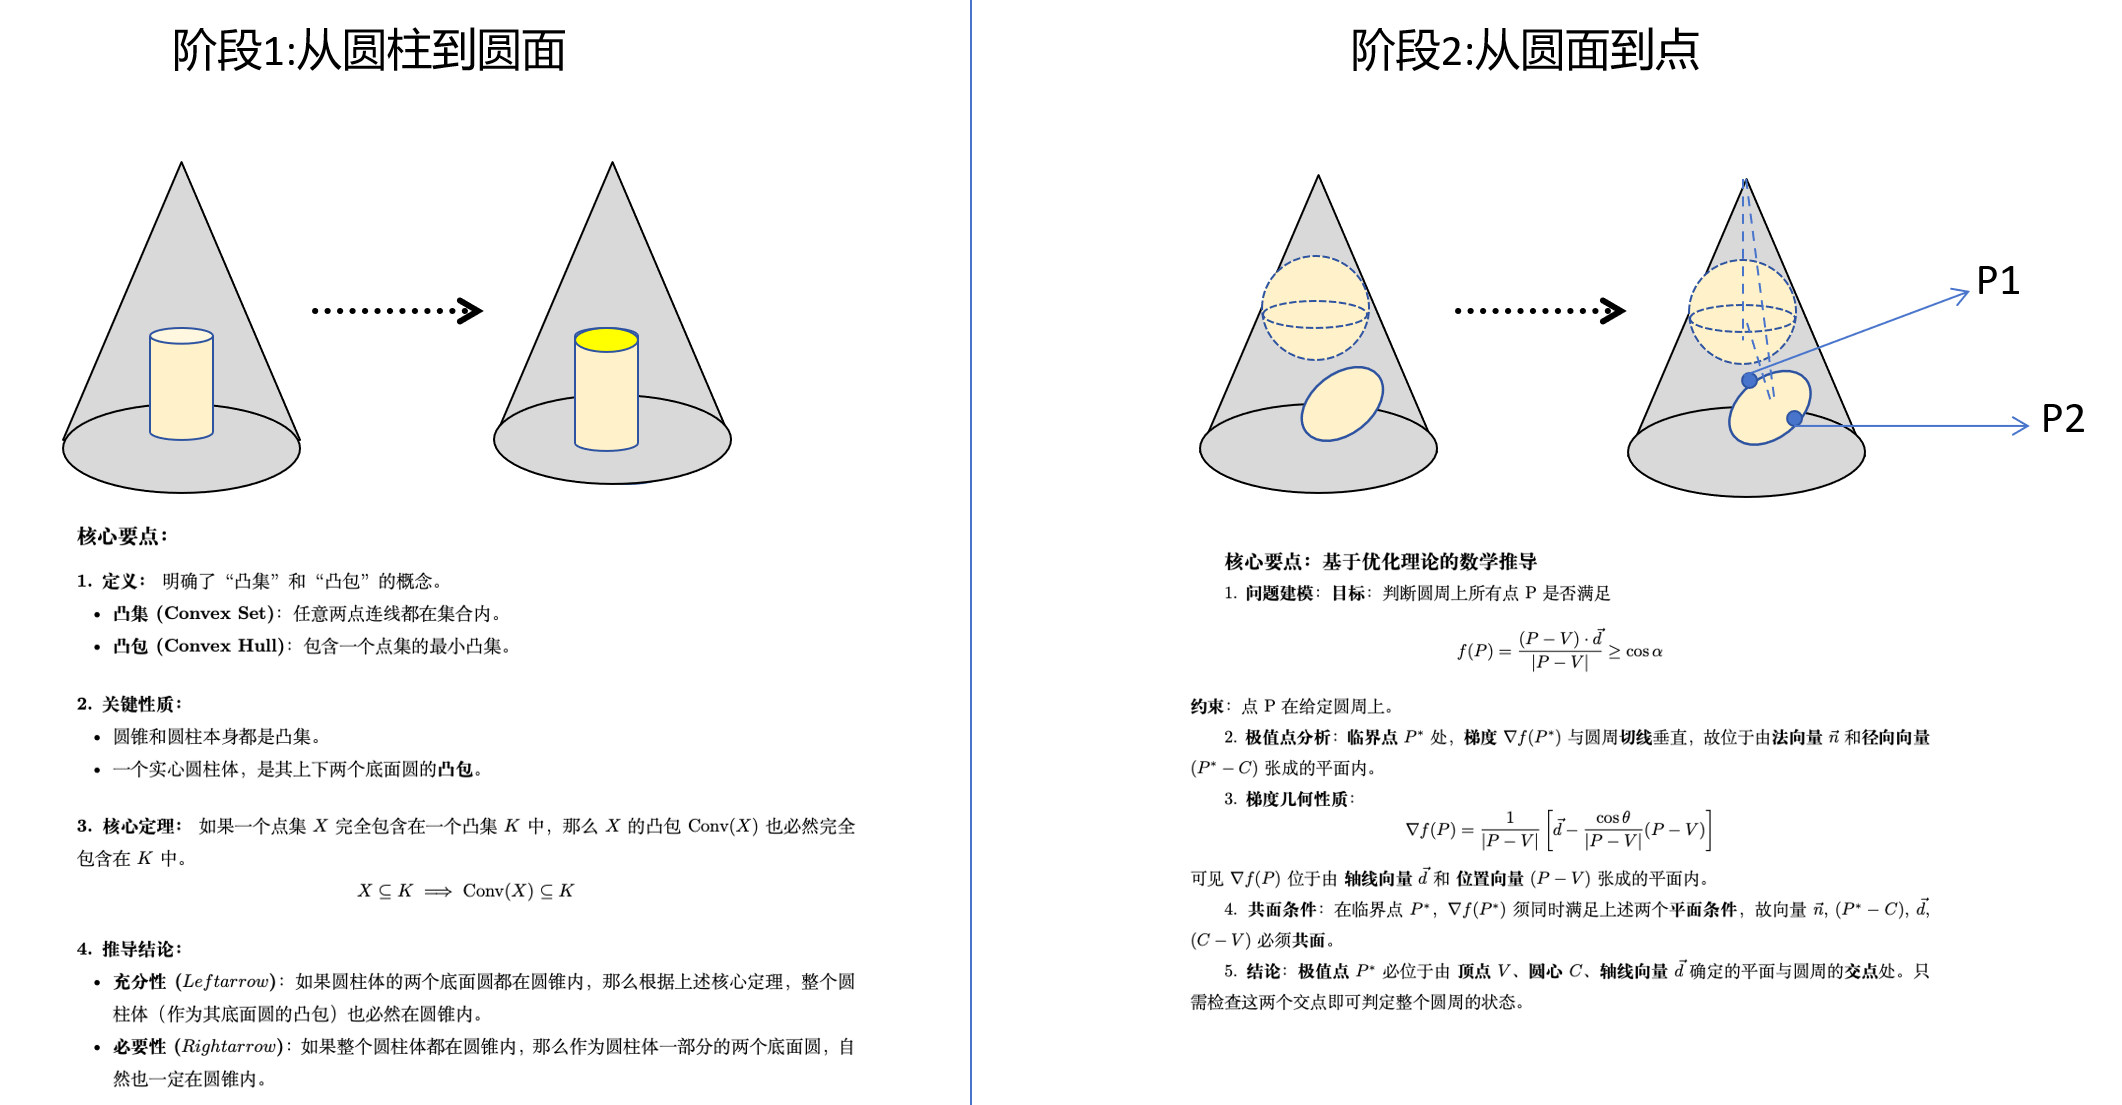 阶段1:从圆柱到圆面
核心要点：
1. 定义： 明确了 “凸集” 和 “凸包” 的概念。
• 凸集 (Convex Set)：任意两点连线都在集合内。
• 凸包 (Convex Hull)：包含一个点集的最小凸集。
2. 关键性质：
• 圆锥和圆柱本身都是凸集。
• 一个实心圆柱体，是其上下两个底面圆的凸包。
3. 核心定理： 如果一个点集 X 完全包含在一个凸集 K 中，那么 X 的凸包 Conv(X) 也必然完全
包含在 K 中。
X ⊆ K ⟹ Conv(X) ⊆ K
4. 推导结论：
• 充分性 (Leftarrow)：如果圆柱体的两个底面圆都在圆锥内，那么根据上述核心定理，整个圆
柱体（作为其底面圆的凸包）也必然在圆锥内。
• 必要性 (Rightarrow)：如果整个圆柱体都在圆锥内，那么作为圆柱体一部分的两个底面圆，自
然也一定在圆锥内。
阶段2:从圆面到点
P1
P2
核心要点：基于优化理论的数学推导
1. 问题建模：目标：判断圆周上所有点 P 是否满足
f(P) = \frac{(P − V) · \vec{d}}{|P − V|} ≥ cos α
约束：点 P 在给定圆周上。
2. 极值点分析：临界点 P* 处，梯度 ∇f(P*) 与圆周切线垂直，故位于由法向量 \vec{n} 和径向向量
(P* − C) 张成的平面内。
3. 梯度几何性质：
∇f(P) = \frac{1}{|P − V|} [\vec{d} − \frac{cos θ}{|P − V|}(P − V)]
可见 ∇f(P) 位于由 轴线向量 \vec{d} 和 位置向量 (P − V) 张成的平面内。
4. 共面条件：在临界点 P*，∇f(P*) 须同时满足上述两个平面条件，故向量 \vec{n}, (P* − C), \vec{d},
(C − V) 必须共面。
5. 结论：极值点 P* 必位于由 顶点 V、圆心 C、轴线向量 \vec{d} 确定的平面与圆周的交点处。只
需检查这两个交点即可判定整个圆周的状态。